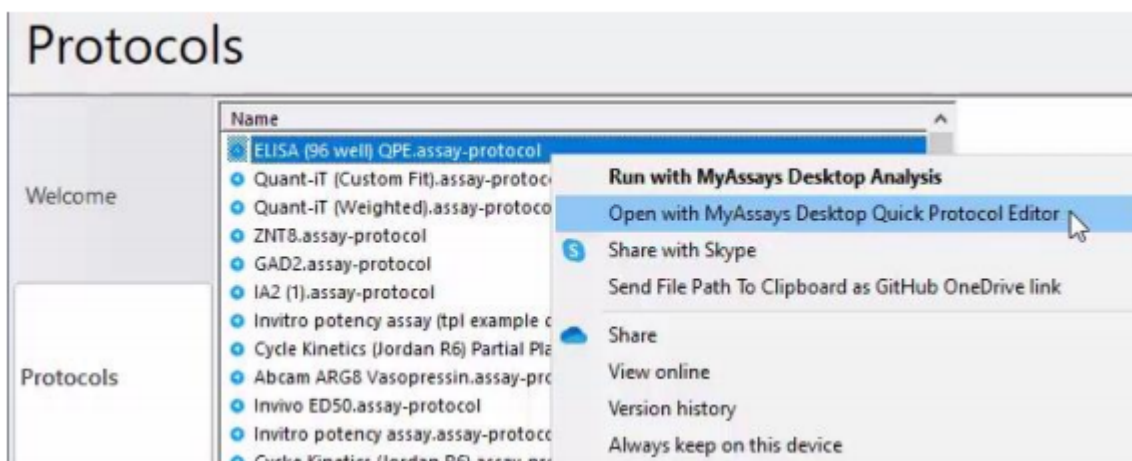 Protocols
Name
ELISA (96 well) QPE.assay-protocol
Quant-iT (Custom Fit).assay-protoc
Quant-iT (Weighted).assay-protoco
ZNT8.assay-protocol
GAD2.assay-protocol
IA2 (1).assay-protocol
Invitro potency assay (tpl example
Cycle Kinetics (Jordan R6) Partial Pla
Abcam ARG8 Vasopressin.assay-pro
Invivo ED50.assay-protocol
Invitro potency assay.assay-protoco
Welcome
Protocols
Run with MyAssays Desktop Analysis
Open with MyAssays Desktop Quick Protocol Editor
Share with Skype
Send File Path To Clipboard as GitHub OneDrive link
Share
View online
Version history
Always keep on this device